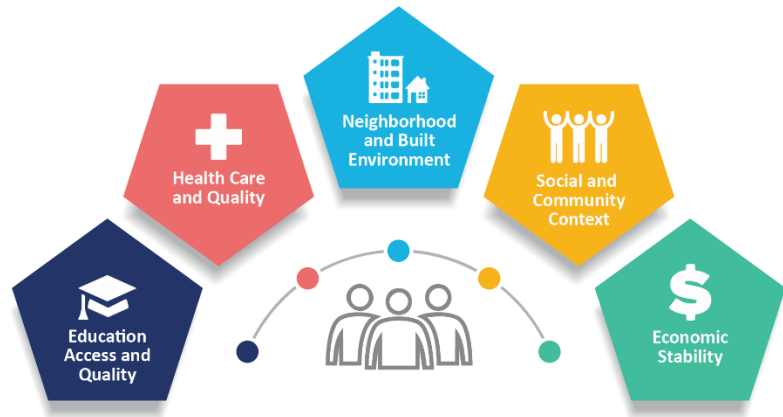 Education
Access and
Quality
Health Care
and Quality
Neighborhood
and Built
Environment
Social and
Community
Context
$
Economic
Stability